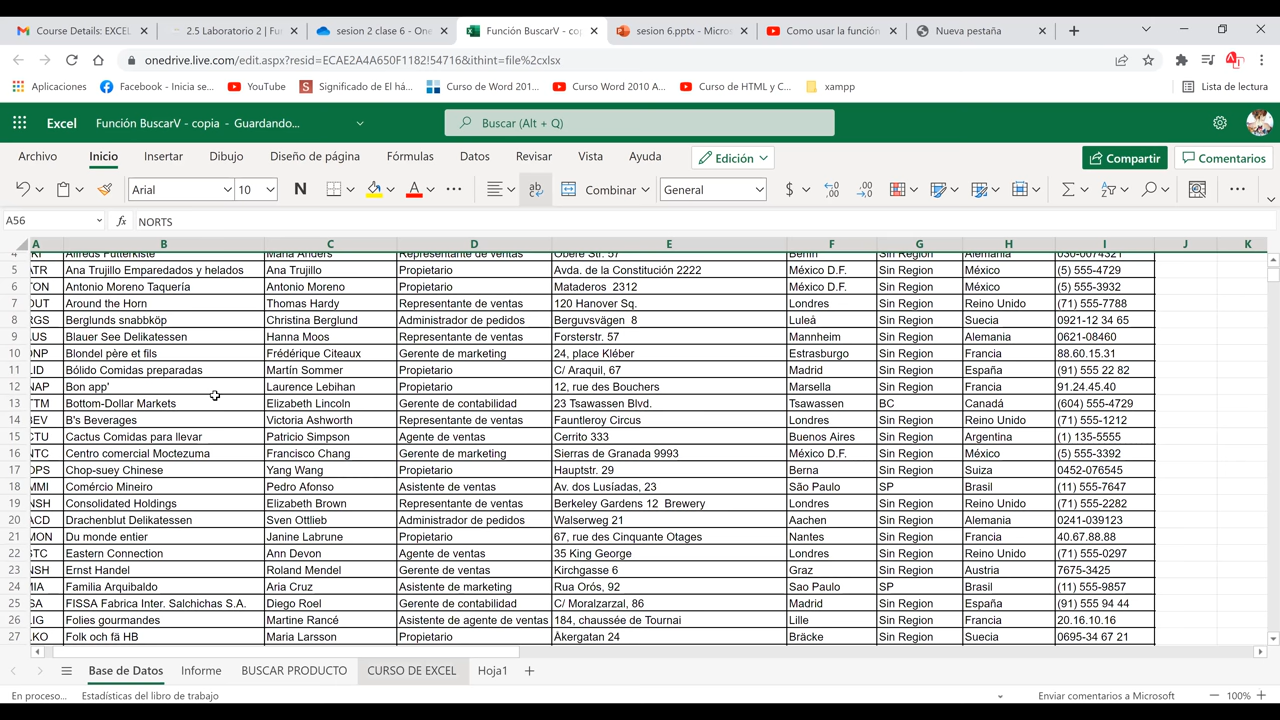 Course Details: EXCEL
2.5 Laboratorio 2 | Fun
sesion 2 clase 6 - One
Función BuscarV - cop
sesion 6.pptx - Micros
Como usar la función
Nueva pestaña
onedrive.live.com/edit.aspx?resid=ECAE2A4A650F1182!54716&ithint=file%2cxlsx
Aplicaciones
Facebook - Inicia se...
YouTube
Significado de El há...
Curso de Word 201...
Curso Word 2010 A...
Curso de HTML y C...
xampp
Lista de lectura
Excel
Función BuscarV - copia - Guardando...
Buscar (Alt + Q)
Archivo Inicio Insertar Dibujo Diseño de página Fórmulas Datos Revisar Vista Ayuda Edición Compartir Comentarios
Arial 10 N A ab Combinar General $ ,00 ,00
A56 fx NORTS
A B C D E F G H I J K
4 Alfreds Futterkiste Maria Anders Representante de ventas Obere Str. 57 Berlín Sin Region Alemania 030-0074321
5 ATR Ana Trujillo Emparedados y helados Ana Trujillo Propietario Avda. de la Constitución 2222 México D.F. Sin Region México (5) 555-4729
6 TON Antonio Moreno Taquería Antonio Moreno Propietario Mataderos 2312 México D.F. Sin Region México (5) 555-3932
7 OUT Around the Horn Thomas Hardy Representante de ventas 120 Hanover Sq. Londres Sin Region Reino Unido (71) 555-7788
8 RGS Berglunds snabbköp Christina Berglund Administrador de pedidos Berguvsvägen 8 Luleå Sin Region Suecia 0921-12 34 65
9 AUS Blauer See Delikatessen Hanna Moos Representante de ventas Forsterstr. 57 Mannheim Sin Region Alemania 0621-08460
10 ONP Blondel père et fils Frédérique Citeaux Gerente de marketing 24, place Kléber Estrasburgo Sin Region Francia 88.60.15.31
11 LID Bólido Comidas preparadas Martín Sommer Propietario C/ Araquil, 67 Madrid Sin Region España (91) 555 22 82
12 NAP Bon app' Laurence Lebihan Propietario 12, rue des Bouchers Marsella Sin Region Francia 91.24.45.40
13 TTM Bottom-Dollar Markets Elizabeth Lincoln Gerente de contabilidad 23 Tsawassen Blvd. Tsawassen BC Canadá (604) 555-4729
14 BEV B's Beverages Victoria Ashworth Representante de ventas Fauntleroy Circus Londres Sin Region Reino Unido (71) 555-1212
15 CTU Cactus Comidas para llevar Patricio Simpson Agente de ventas Cerrito 333 Buenos Aires Sin Region Argentina (1) 135-5555
16 NTC Centro comercial Moctezuma Francisco Chang Gerente de marketing Sierras de Granada 9993 México D.F. Sin Region México (5) 555-3392
17 OPS Chop-suey Chinese Yang Wang Propietario Hauptstr. 29 Berna Sin Region Suiza 0452-076545
18 MMI Comércio Mineiro Pedro Afonso Asistente de ventas Av. dos Lusíadas, 23 São Paulo SP Brasil (11) 555-7647
19 NSH Consolidated Holdings Elizabeth Brown Representante de ventas Berkeley Gardens 12 Brewery Londres Sin Region Reino Unido (71) 555-2282
20 ACD Drachenblut Delikatessen Sven Ottlieb Administrador de pedidos Walserweg 21 Aachen Sin Region Alemania 0241-039123
21 MON Du monde entier Janine Labrune Propietario 67, rue des Cinquante Otages Nantes Sin Region Francia 40.67.88.88
22 STC Eastern Connection Ann Devon Agente de ventas 35 King George Londres Sin Region Reino Unido (71) 555-0297
23 NSH Ernst Handel Roland Mendel Gerente de ventas Kirchgasse 6 Graz Sin Region Austria 7675-3425
24 MIA Familia Arquibaldo Aria Cruz Asistente de marketing Rua Orós, 92 Sao Paulo SP Brasil (11) 555-9857
25 SA FISSA Fabrica Inter. Salchichas S.A. Diego Roel Gerente de contabilidad C/ Moralzarzal, 86 Madrid Sin Region España (91) 555 94 44
26 LIG Folies gourmandes Martine Rancé Asistente de agente de ventas 184, chaussée de Tournai Lille Sin Region Francia 20.16.10.16
27 LKO Folk och fä HB Maria Larsson Propietario Åkergatan 24 Bräcke Sin Region Suecia 0695-34 67 21
Base de Datos Informe BUSCAR PRODUCTO CURSO DE EXCEL Hoja1
En proceso... Estadísticas del libro de trabajo Enviar comentarios a Microsoft 100%